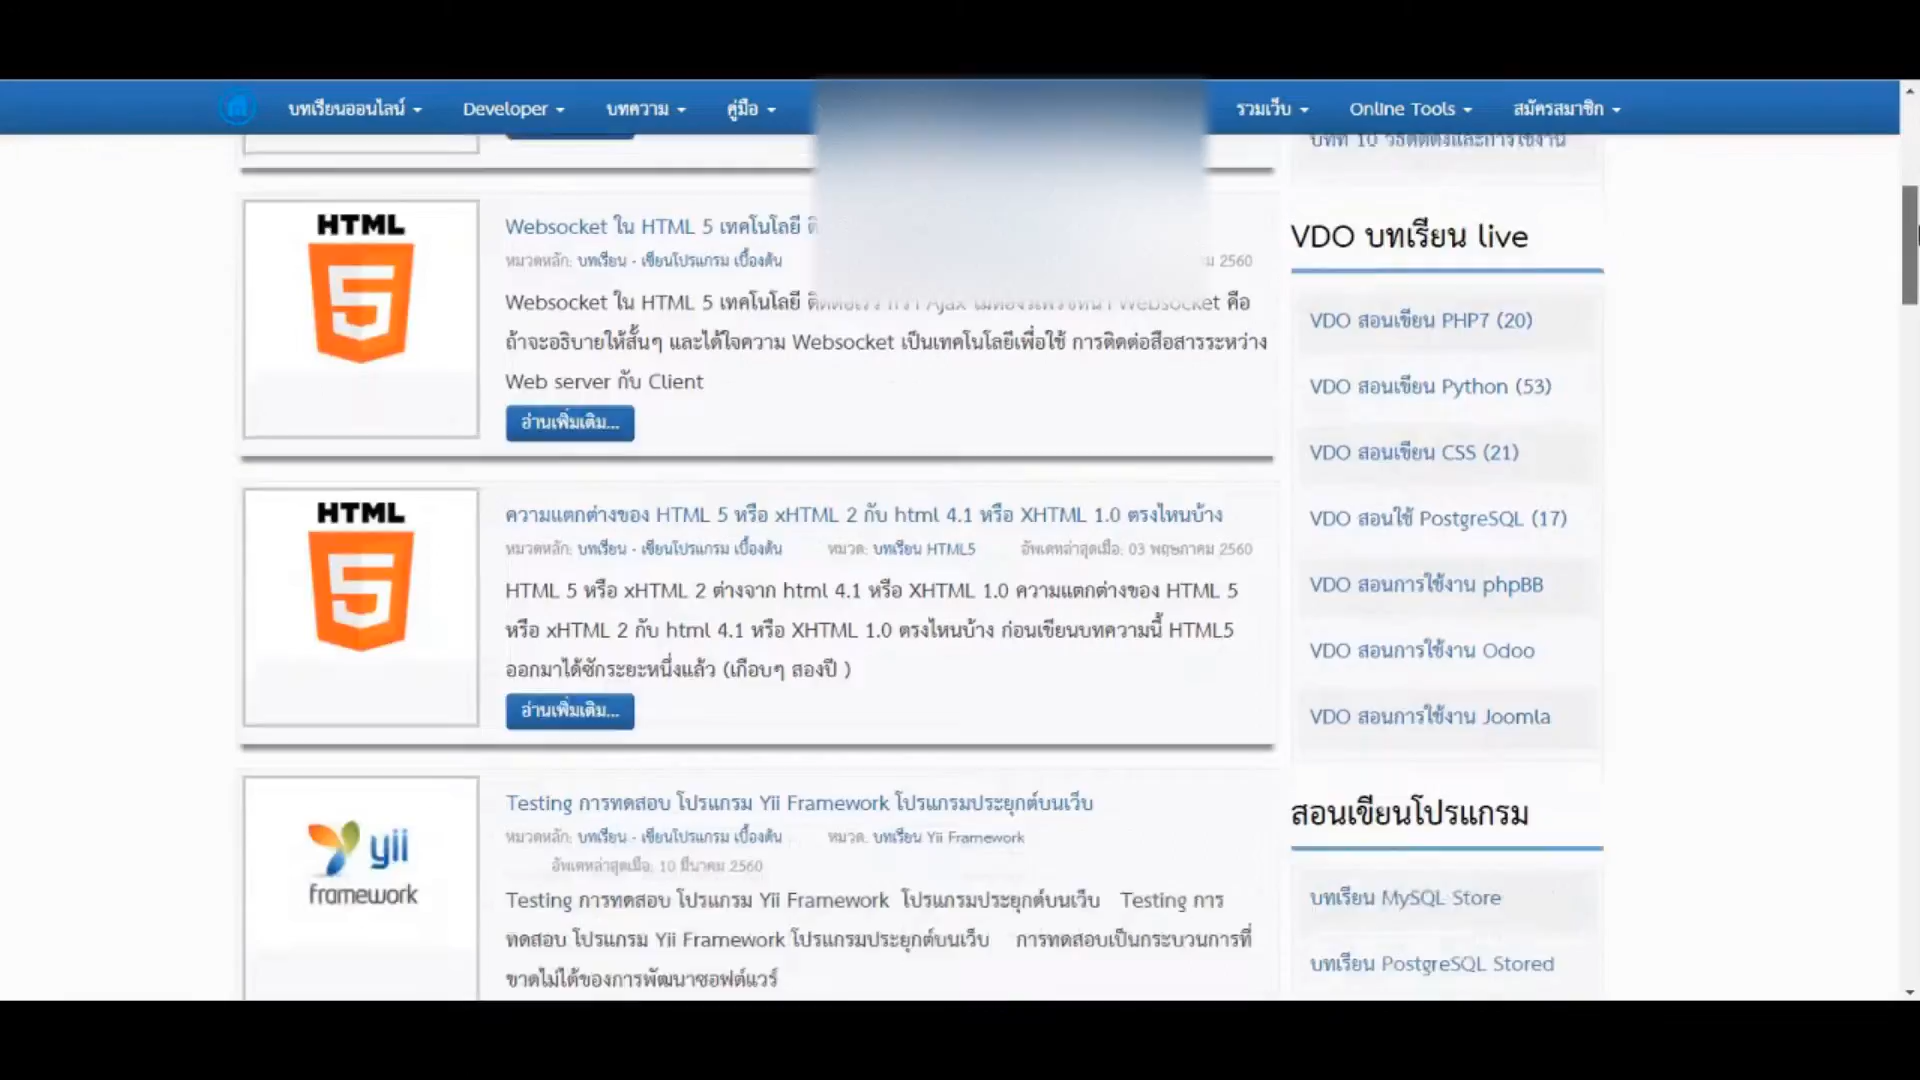 บทเรียนออนไลน์ Developer บทความ คู่มือ รวมเว็บ Online Tools สมัครสมาชิก
บทที่ 10 วิธีติดตั้งและการใช้งาน
HTML
5
Websocket ใน HTML 5 เทคโนโลยี
หมวดหลัก: บทเรียน - เขียนโปรแกรม เบื้องต้น 2560
Websocket ใน HTML 5 เทคโนโลยี Websocket คือ
ถ้าจะอธิบายให้สั้นๆ และได้ใจความ Websocket เป็นเทคโนโลยีเพื่อใช้ การติดต่อสือสารระหว่าง
Web server กับ Client
อ่านเพิ่มเติม...
HTML
5
ความแตกต่างของ HTML 5 หรือ xHTML 2 กับ html 4.1 หรือ XHTML 1.0 ตรงไหนบ้าง
หมวดหลัก: บทเรียน - เขียนโปรแกรม เบื้องต้น หมวด: บทเรียน HTML5 อัพเดทล่าสุดเมื่อ: 03 พฤษภาคม 2560
HTML 5 หรือ xHTML 2 ต่างจาก html 4.1 หรือ XHTML 1.0 ความแตกต่างของ HTML 5
หรือ xHTML 2 กับ html 4.1 หรือ XHTML 1.0 ตรงไหนบ้าง ก่อนเขียนบทความนี้ HTML5
ออกมาได้ซักระยะหนึ่งแล้ว (เกือบๆ สองปี )
อ่านเพิ่มเติม...
yii
framework
Testing การทดสอบ โปรแกรม Yii Framework โปรแกรมประยุกต์บนเว็บ
หมวดหลัก: บทเรียน - เขียนโปรแกรม เบื้องต้น หมวด: บทเรียน Yii Framework
อัพเดทล่าสุดเมื่อ: 10 มีนาคม 2560
Testing การทดสอบ โปรแกรม Yii Framework โปรแกรมประยุกต์บนเว็บ Testing การ
ทดสอบ โปรแกรม Yii Framework โปรแกรมประยุกต์บนเว็บ การทดสอบเป็นกระบวนการที่
ขาดไม่ได้ของการพัฒนาซอฟต์แวร์
VDO บทเรียน live
VDO สอนเขียน PHP7 (20)
VDO สอนเขียน Python (53)
VDO สอนเขียน CSS (21)
VDO สอนใช้ PostgreSQL (17)
VDO สอนการใช้งาน phpBB
VDO สอนการใช้งาน Odoo
VDO สอนการใช้งาน Joomla
สอนเขียนโปรแกรม
บทเรียน MySQL Store
บทเรียน PostgreSQL Stored